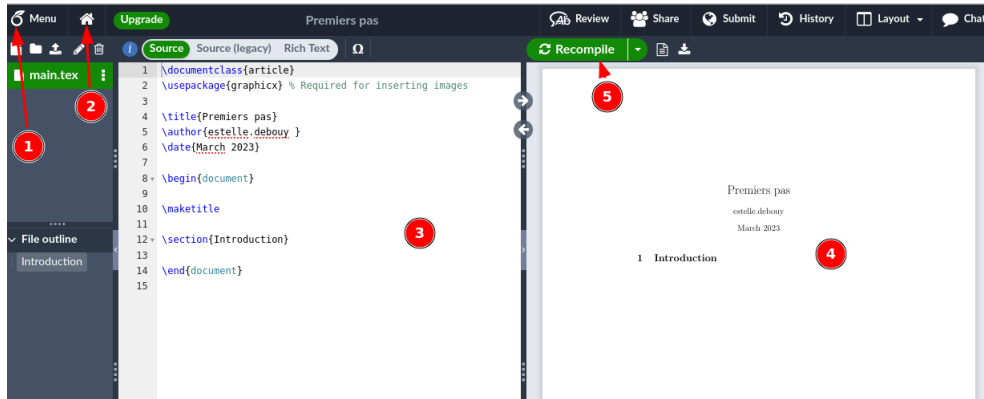 Menu Upgrade Premiers pas Review Share Submit History Layout Chat
i Source Source (legacy) Rich Text Ω Recompile
main.tex
1 \documentclass{article}
2 \usepackage{graphicx} % Required for inserting images
3
4 \title{Premiers pas}
5 \author{estelle.debouy }
6 \date{March 2023}
7
8 \begin{document}
9
10 \maketitle
11
12 \section{Introduction}
13
14 \end{document}
15
File outline
Introduction
Premiers pas
estelle.debouy
March 2023
1 Introduction
1
2
3
4
5